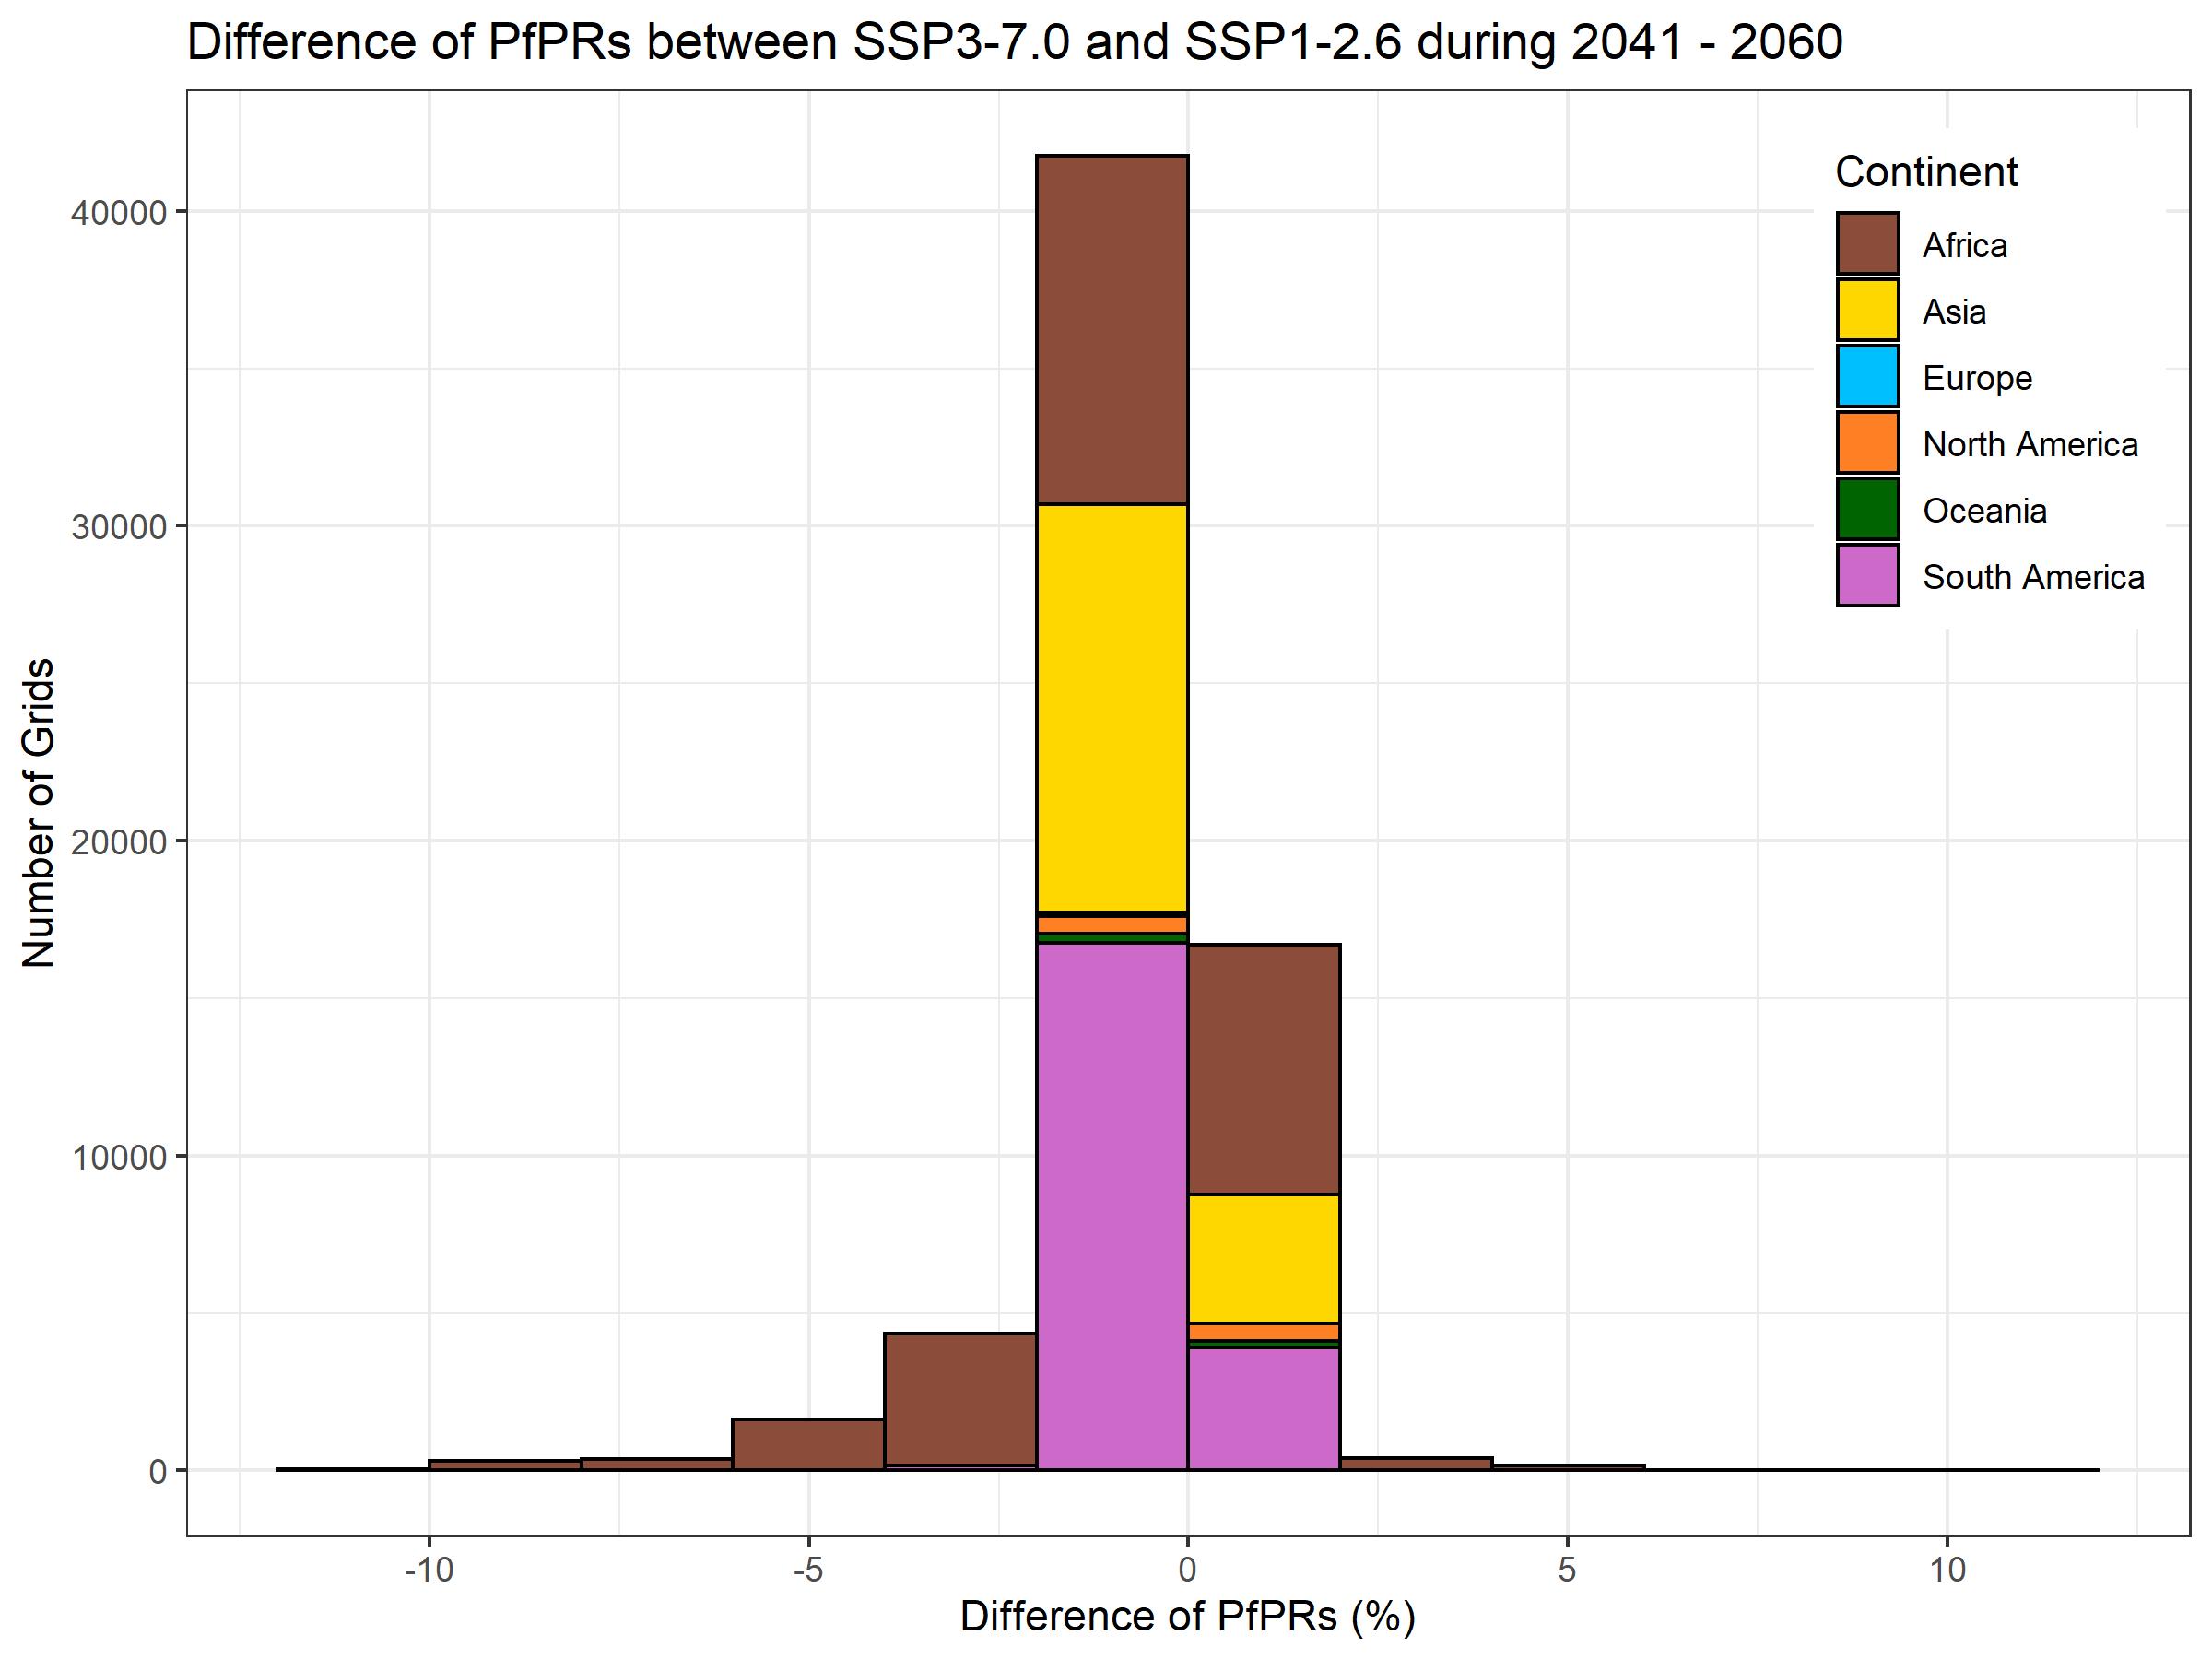 Difference of PfPRs between SSP3-7.0 and SSP1-2.6 during 2041 - 2060
Continent
Africa
Asia
Europe
North America
Oceania
South America
Number of Grids
40000
30000
20000
10000
0
-10 -5 0 5 10
Difference of PfPRs (%)